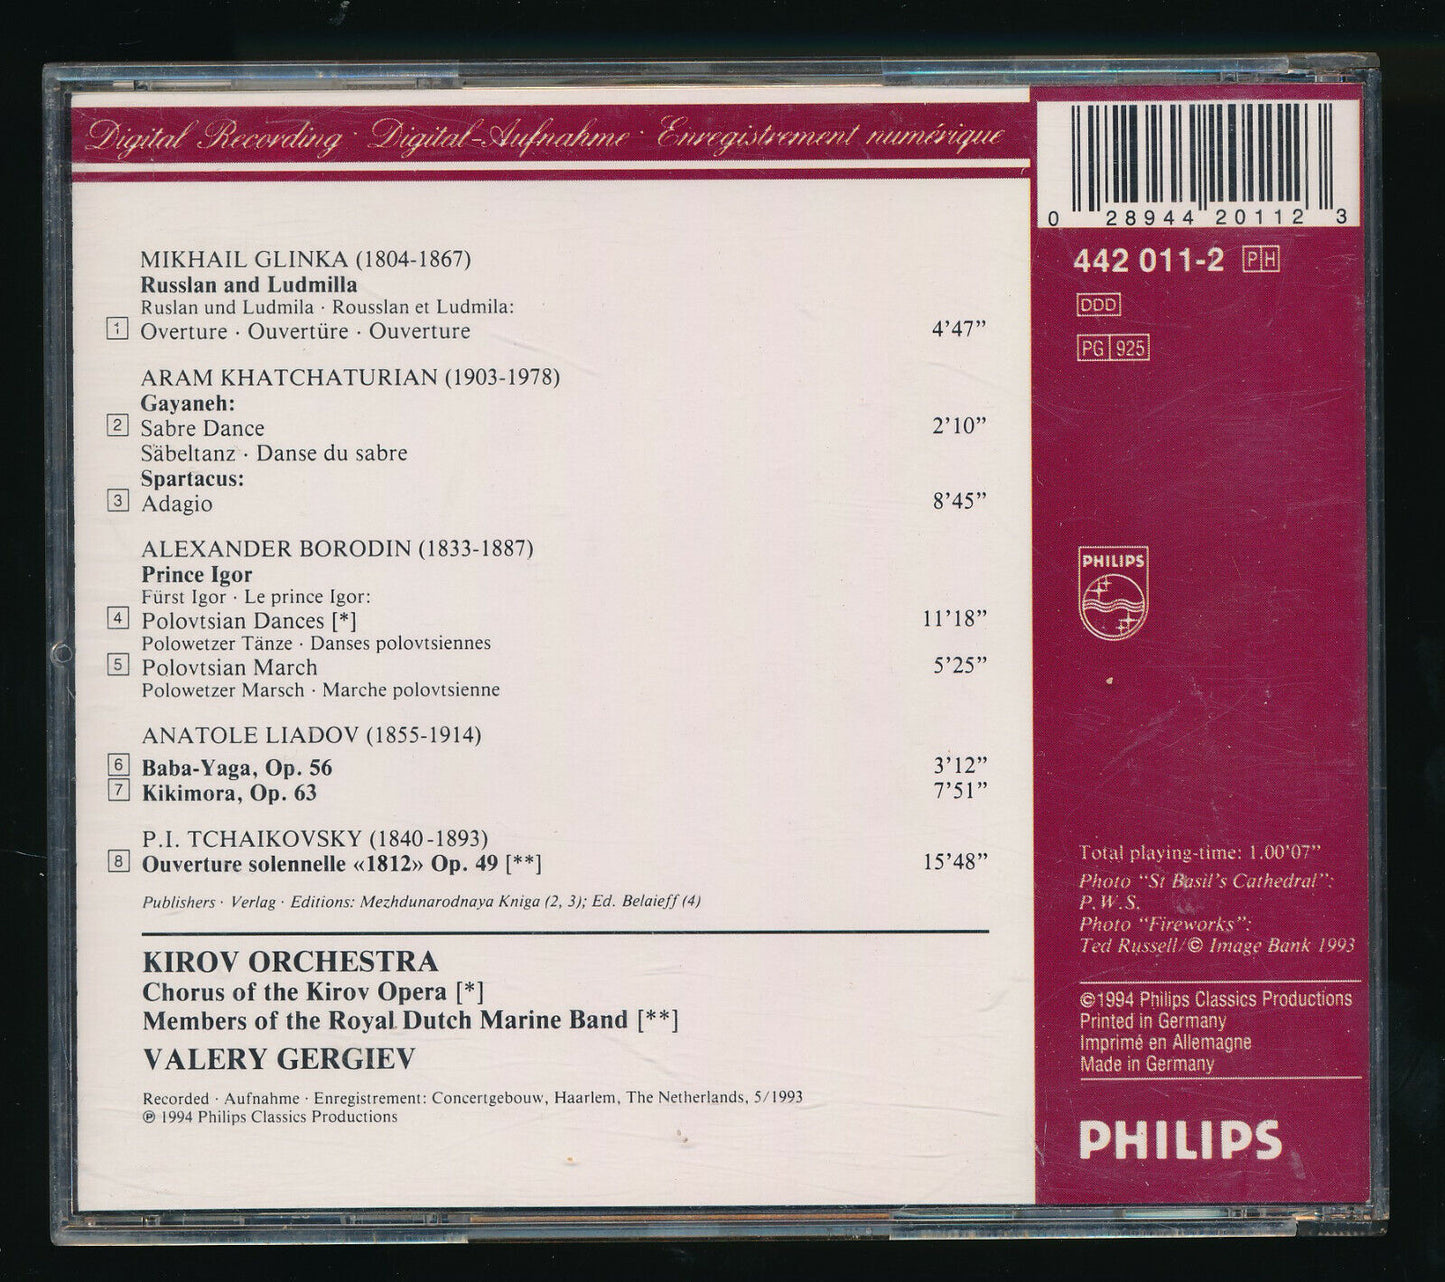 Digital Recording · Digital-Aufnahme · Enregistrement numérique
MIKHAIL GLINKA (1804-1867)
Russlan and Ludmilla
Ruslan und Ludmila · Rousslan et Ludmila:
1 Overture · Ouvertüre · Ouverture 4’47”
ARAM KHATCHATURIAN (1903-1978)
Gayaneh:
2 Sabre Dance 2’10”
Säbeltanz · Danse du sabre
Spartacus:
3 Adagio 8’45”
ALEXANDER BORODIN (1833-1887)
Prince Igor
Fürst Igor · Le prince Igor:
4 Polovtsian Dances [*] 11’18”
Polowetzer Tänze · Danses polovtsiennes
5 Polovtsian March 5’25”
Polowetzer Marsch · Marche polovtsienne
ANATOLE LIADOV (1855-1914)
6 Baba-Yaga, Op. 56 3’12”
7 Kikimora, Op. 63 7’51”
P.I. TCHAIKOVSKY (1840-1893)
8 Ouverture solennelle «1812» Op. 49 [**] 15’48”
Publishers · Verlag · Editions: Mezhdunarodnaya Kniga (2, 3); Ed. Belaieff (4)
KIROV ORCHESTRA
Chorus of the Kirov Opera [*]
Members of the Royal Dutch Marine Band [**]
VALERY GERGIEV
Recorded · Aufnahme · Enregistrement: Concertgebouw, Haarlem, The Netherlands, 5/1993
℗ 1994 Philips Classics Productions
0 28944 20112 3
442 011-2 PH
DDD
PG 925
PHILIPS
Total playing-time: 1.00’07”
Photo “St Basil’s Cathedral”:
P.W.S.
Photo “Fireworks”:
Ted Russell/© Image Bank 1993
©1994 Philips Classics Productions
Printed in Germany
Imprimé en Allemagne
Made in Germany
PHILIPS